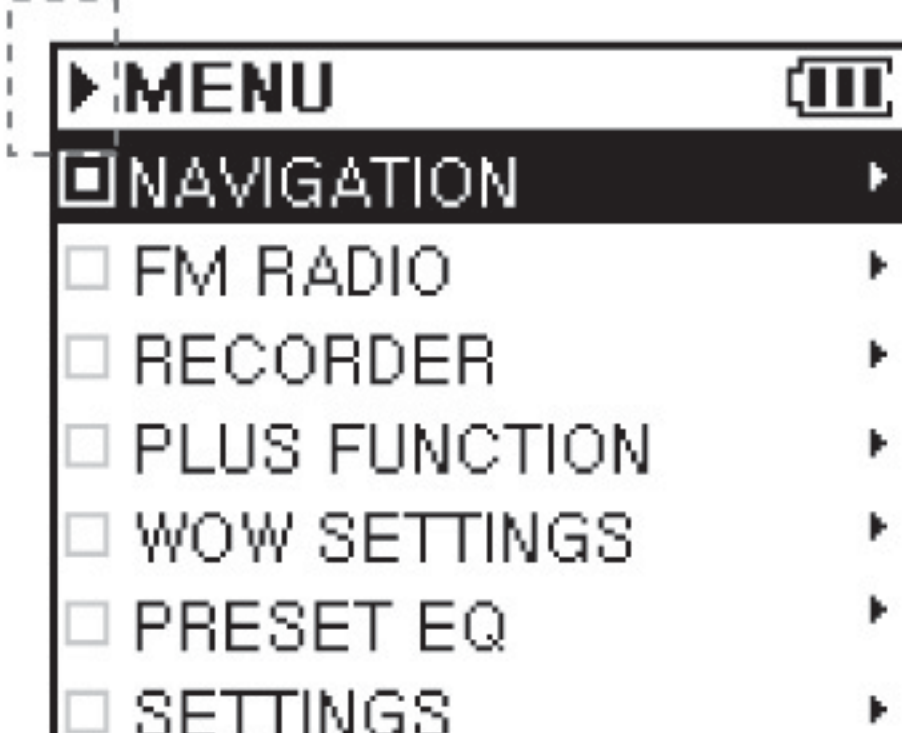 MENU
NAVIGATION
FM RADIO
RECORDER
PLUS FUNCTION
WOW SETTINGS
PRESET EQ
SETTINGS